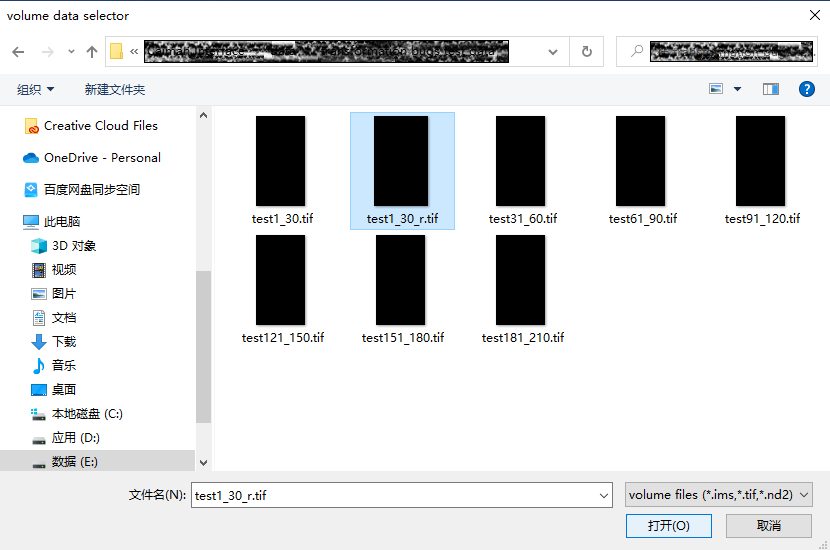 volume data selector
组织
新建文件夹
Creative Cloud Files
OneDrive - Personal
百度网盘同步空间
此电脑
3D 对象
视频
图片
文档
下载
音乐
桌面
本地磁盘 (C:)
应用 (D:)
数据 (E:)
test1_30.tif
test1_30_r.tif
test31_60.tif
test61_90.tif
test91_120.tif
test121_150.tif
test151_180.tif
test181_210.tif
文件名(N):
test1_30_r.tif
volume files (*.ims,*.tif,*.nd2)
打开(O)
取消